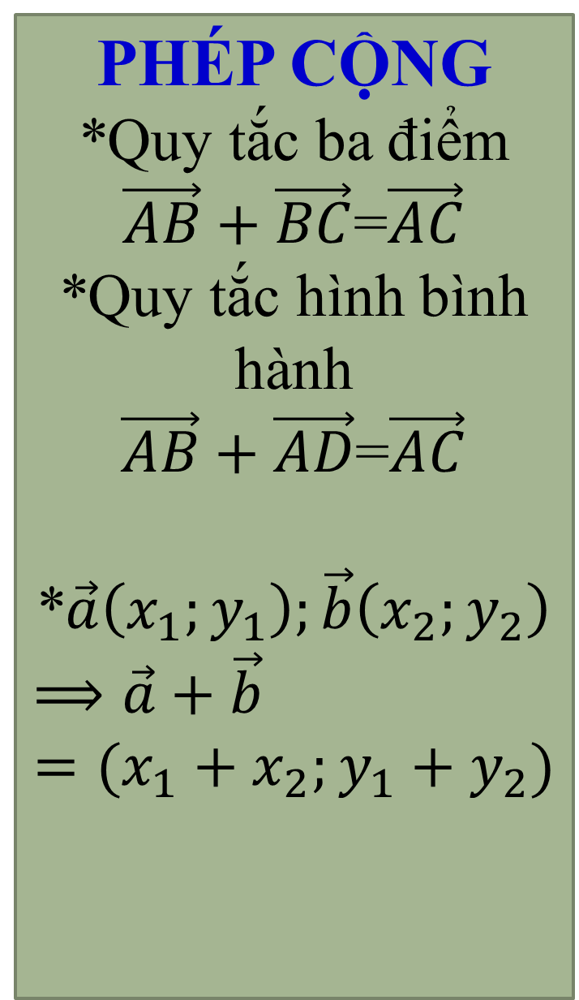 PHÉP CỘNG
*Quy tắc ba điểm
$\overrightarrow{AB} + \overrightarrow{BC}=\overrightarrow{AC}$
*Quy tắc hình bình
hành
$\overrightarrow{AB} + \overrightarrow{AD}=\overrightarrow{AC}$
*$\vec{a}(x_1; y_1); \vec{b}(x_2; y_2)$
$\Longrightarrow \vec{a} + \vec{b}$
$= (x_1 + x_2; y_1 + y_2)$